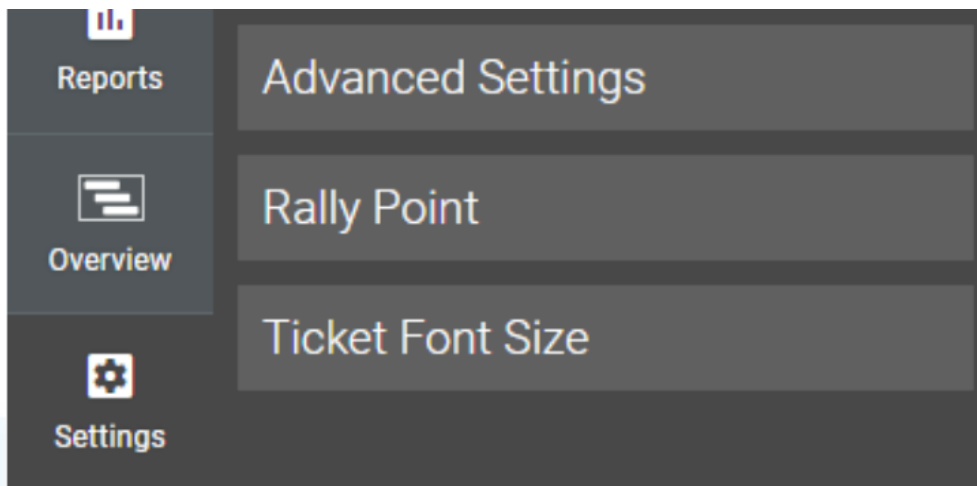 Reports
Overview
Settings
Advanced Settings
Rally Point
Ticket Font Size